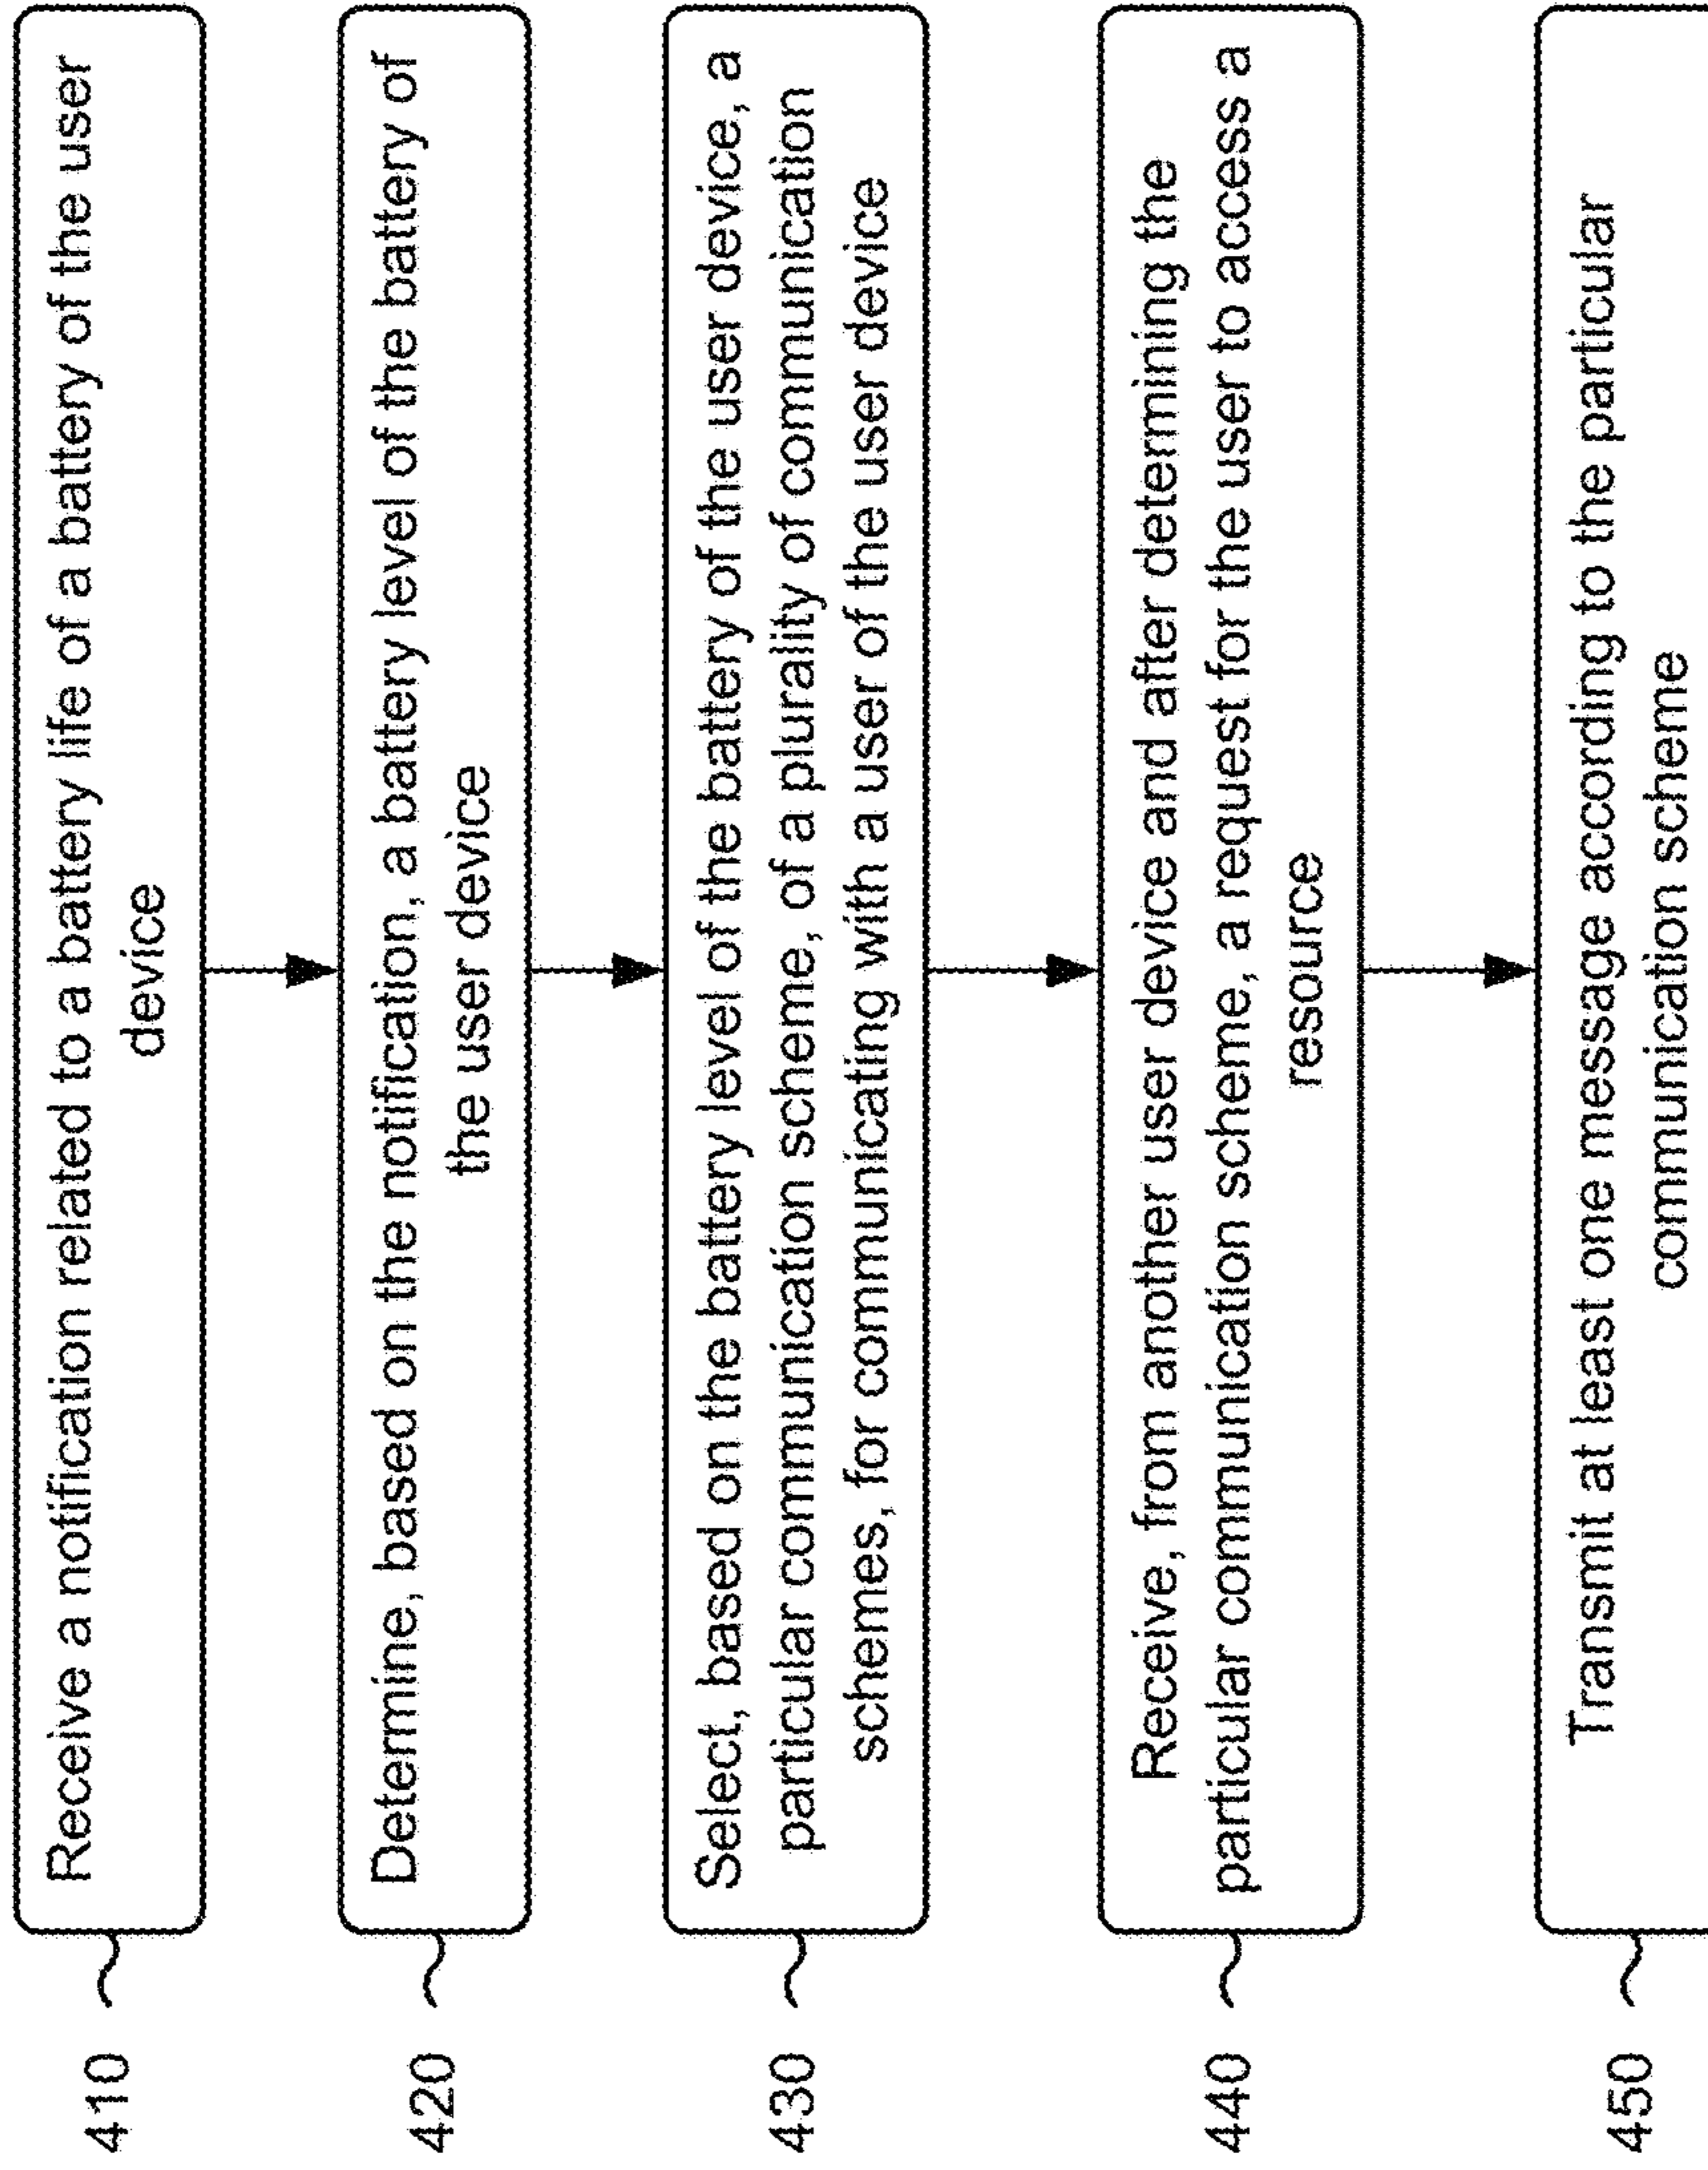 410
Receive a notification related to a battery life of a battery of the user
device
420
Determine, based on the notification, a battery level of the battery of
the user device
430
Select, based on the battery level of the battery of the user device, a
particular communication scheme, of a plurality of communication
schemes, for communicating with a user of the user device
440
Receive, from another user device and after determining the
particular communication scheme, a request for the user to access a
resource
450
Transmit at least one message according to the particular
communication scheme